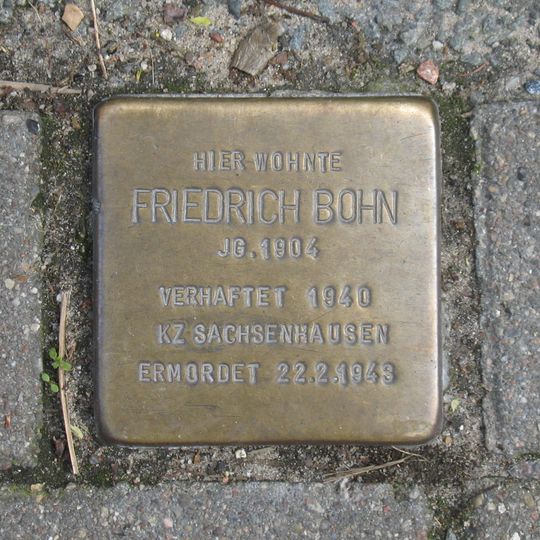 HIER WOHNTE
FRIEDRICH BOHN
JG. 1904
VERHAFTET 1940
KZ SACHSENHAUSEN
ERMORDET 22.2.1943